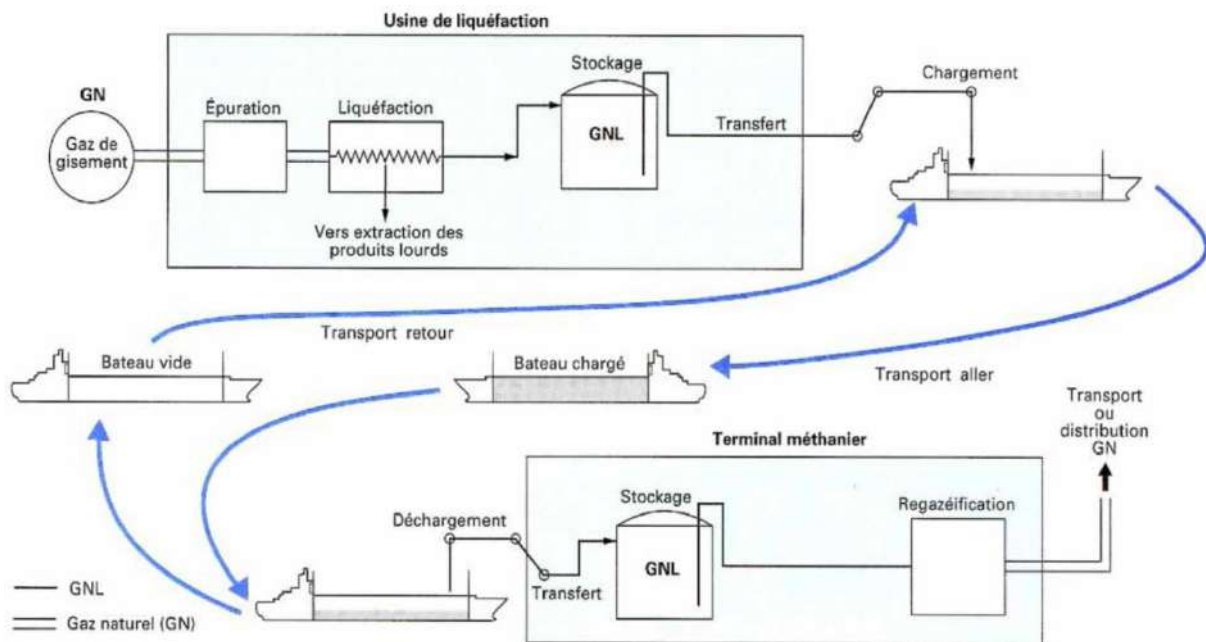 Usine de liquéfaction
Stockage
Chargement
GN
Épuration
Liquéfaction
Gaz de
gisement
GNL
Transfert
Vers extraction des
produits lourds
Transport retour
Bateau vide
Bateau chargé
Transport aller
Transport
ou
distribution
GN
Terminal méthanier
Stockage
Regazéification
Déchargement
GNL
Transfert
GNL
Gaz naturel (GN)